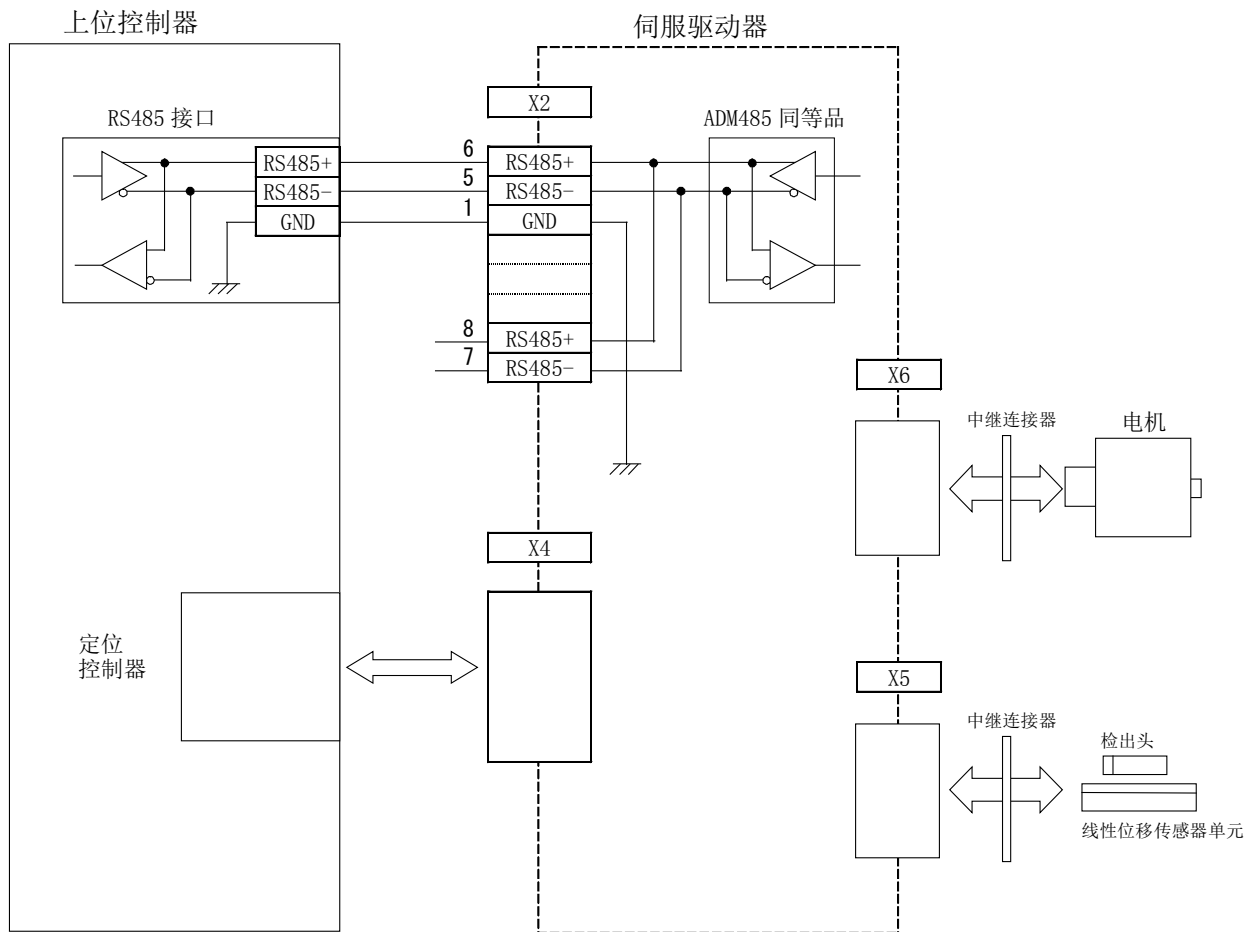 上位控制器
伺服驱动器
X2
RS485 接口
ADM485 同等品
RS485+
6
RS485+
RS485-
5
RS485-
GND
1
GND
8
RS485+
7
RS485-
X6
中继连接器
电机
X4
定位
控制器
X5
中继连接器
检出头
线性位移传感器单元